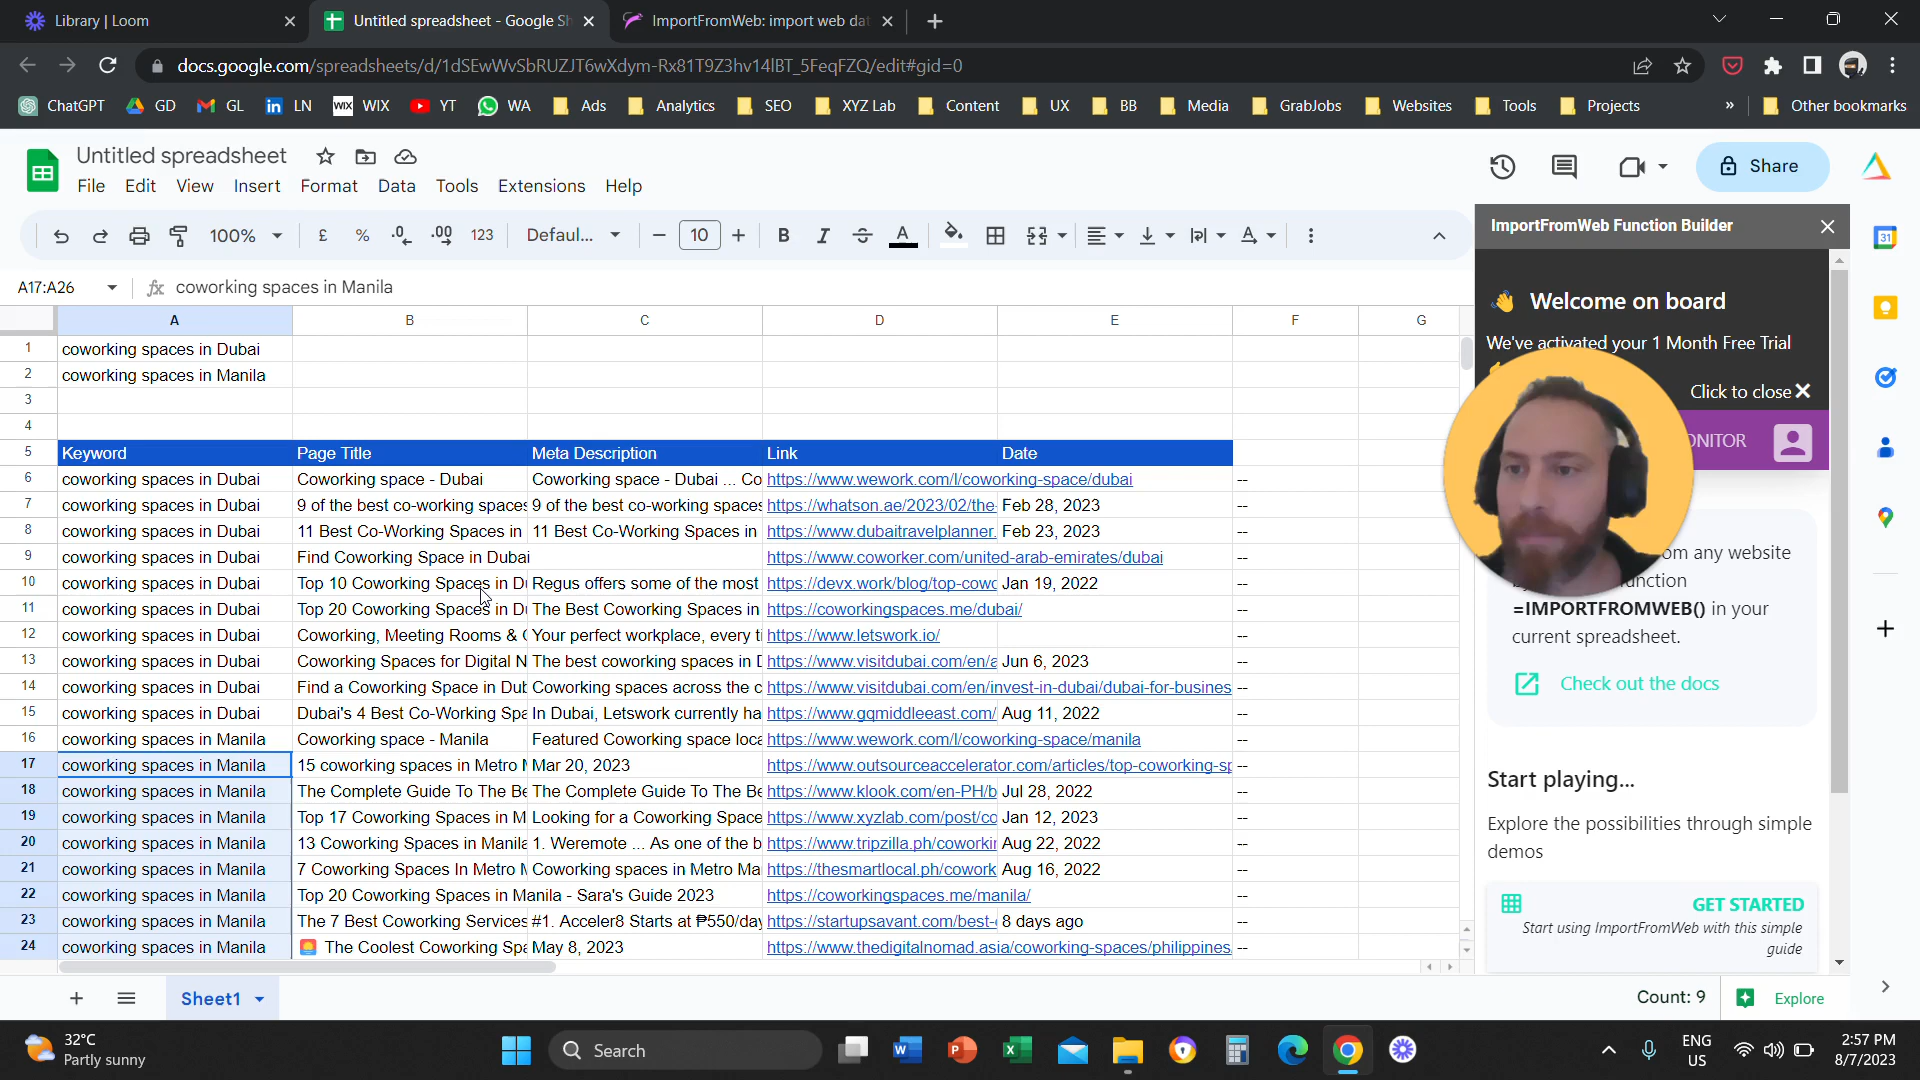 Library | Loom
Untitled spreadsheet - Google Sh
ImportFromWeb: import web dat
docs.google.com/spreadsheets/d/1dSEwWvSbRUZJT6wXdym-Rx81T9Z3hv14lBT_5FeqFZQ/edit#gid=0
ChatGPT GD GL LN WIX YT WA Ads Analytics SEO XYZ Lab Content UX BB Media GrabJobs Websites Tools Projects » Other bookmarks
Untitled spreadsheet
File Edit View Insert Format Data Tools Extensions Help
Share
100% £ % .0 .00 123 Defaul... 10 B I A
A17:A26 fx coworking spaces in Manila
A B C D E F G
1 coworking spaces in Dubai
2 coworking spaces in Manila
3
4
5 Keyword Page Title Meta Description Link Date
6 coworking spaces in Dubai Coworking space - Dubai Coworking space - Dubai ... Co https://www.wework.com/l/coworking-space/dubai --
7 coworking spaces in Dubai 9 of the best co-working spaces 9 of the best co-working spaces https://whatson.ae/2023/02/the- Feb 28, 2023 --
8 coworking spaces in Dubai 11 Best Co-Working Spaces in 11 Best Co-Working Spaces in https://www.dubaitravelplanner. Feb 23, 2023 --
9 coworking spaces in Dubai Find Coworking Space in Dubai https://www.coworker.com/united-arab-emirates/dubai --
10 coworking spaces in Dubai Top 10 Coworking Spaces in Du Regus offers some of the most https://devx.work/blog/top-cowo Jan 19, 2022 --
11 coworking spaces in Dubai Top 20 Coworking Spaces in Du The Best Coworking Spaces in https://coworkingspaces.me/dubai/ --
12 coworking spaces in Dubai Coworking, Meeting Rooms & Your perfect workplace, every ti https://www.letswork.io/
13 coworking spaces in Dubai Coworking Spaces for Digital N The best coworking spaces in https://www.visitdubai.com/en/a Jun 6, 2023 --
14 coworking spaces in Dubai Find a Coworking Space in Dub Coworking spaces across the c https://www.visitdubai.com/en/invest-in-dubai/dubai-for-busines --
15 coworking spaces in Dubai Dubai's 4 Best Co-Working Spa In Dubai, Letswork currently ha https://www.gqmiddleeast.com/ Aug 11, 2022 --
16 coworking spaces in Manila Coworking space - Manila Featured Coworking space loca https://www.wework.com/l/coworking-space/manila --
17 coworking spaces in Manila 15 coworking spaces in Metro Mar 20, 2023 https://www.outsourceaccelerator.com/articles/top-coworking-sp --
18 coworking spaces in Manila The Complete Guide To The Be The Complete Guide To The Be https://www.klook.com/en-PH/b Jul 28, 2022 --
19 coworking spaces in Manila Top 17 Coworking Spaces in M Looking for a Coworking Space https://www.xyzlab.com/post/co Jan 12, 2023 --
20 coworking spaces in Manila 13 Coworking Spaces in Manila 1. Weremote ... As one of the b https://www.tripzilla.ph/coworkin Aug 22, 2022 --
21 coworking spaces in Manila 7 Coworking Spaces In Metro Coworking spaces in Metro Ma https://thesmartlocal.ph/cowork Aug 16, 2022 --
22 coworking spaces in Manila Top 20 Coworking Spaces in Manila - Sara's Guide 2023 https://coworkingspaces.me/manila/ --
23 coworking spaces in Manila The 7 Best Coworking Services #1. Acceler8 Starts at ₱550/day https://startupsavant.com/best- 8 days ago --
24 coworking spaces in Manila The Coolest Coworking Spa May 8, 2023 https://www.thedigitalnomad.asia/coworking-spaces/philippines --
ImportFromWeb Function Builder
Welcome on board
We've activated your 1 Month Free Trial
Click to close
ONITOR
om any website
function
=IMPORTFROMWEB() in your
current spreadsheet.
Check out the docs
Start playing...
Explore the possibilities through simple
demos
GET STARTED
Start using ImportFromWeb with this simple
guide
Sheet1 Count: 9 Explore
32°C
Partly sunny
Search
ENG
US
2:57 PM
8/7/2023